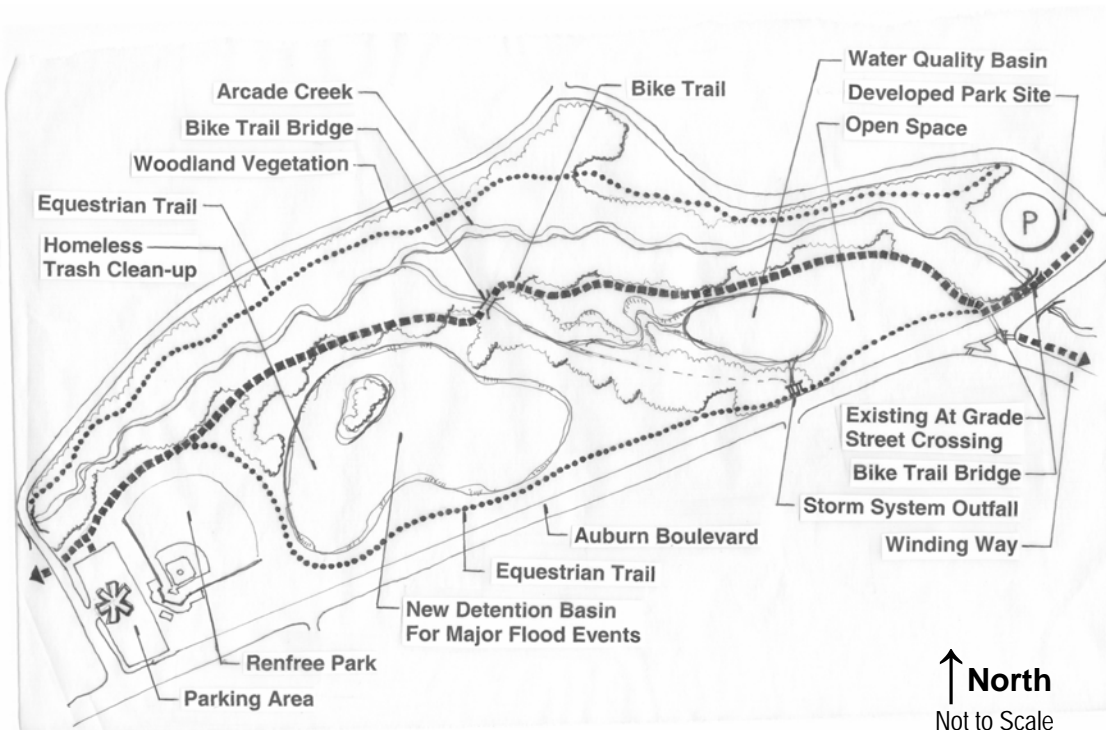 Arcade Creek
Bike Trail Bridge
Woodland Vegetation
Equestrian Trail
Homeless
Trash Clean-up
Bike Trail
Water Quality Basin
Developed Park Site
Open Space
P
Existing At Grade
Street Crossing
Bike Trail Bridge
Storm System Outfall
Winding Way
Auburn Boulevard
Equestrian Trail
New Detention Basin
For Major Flood Events
Renfree Park
Parking Area
North
Not to Scale